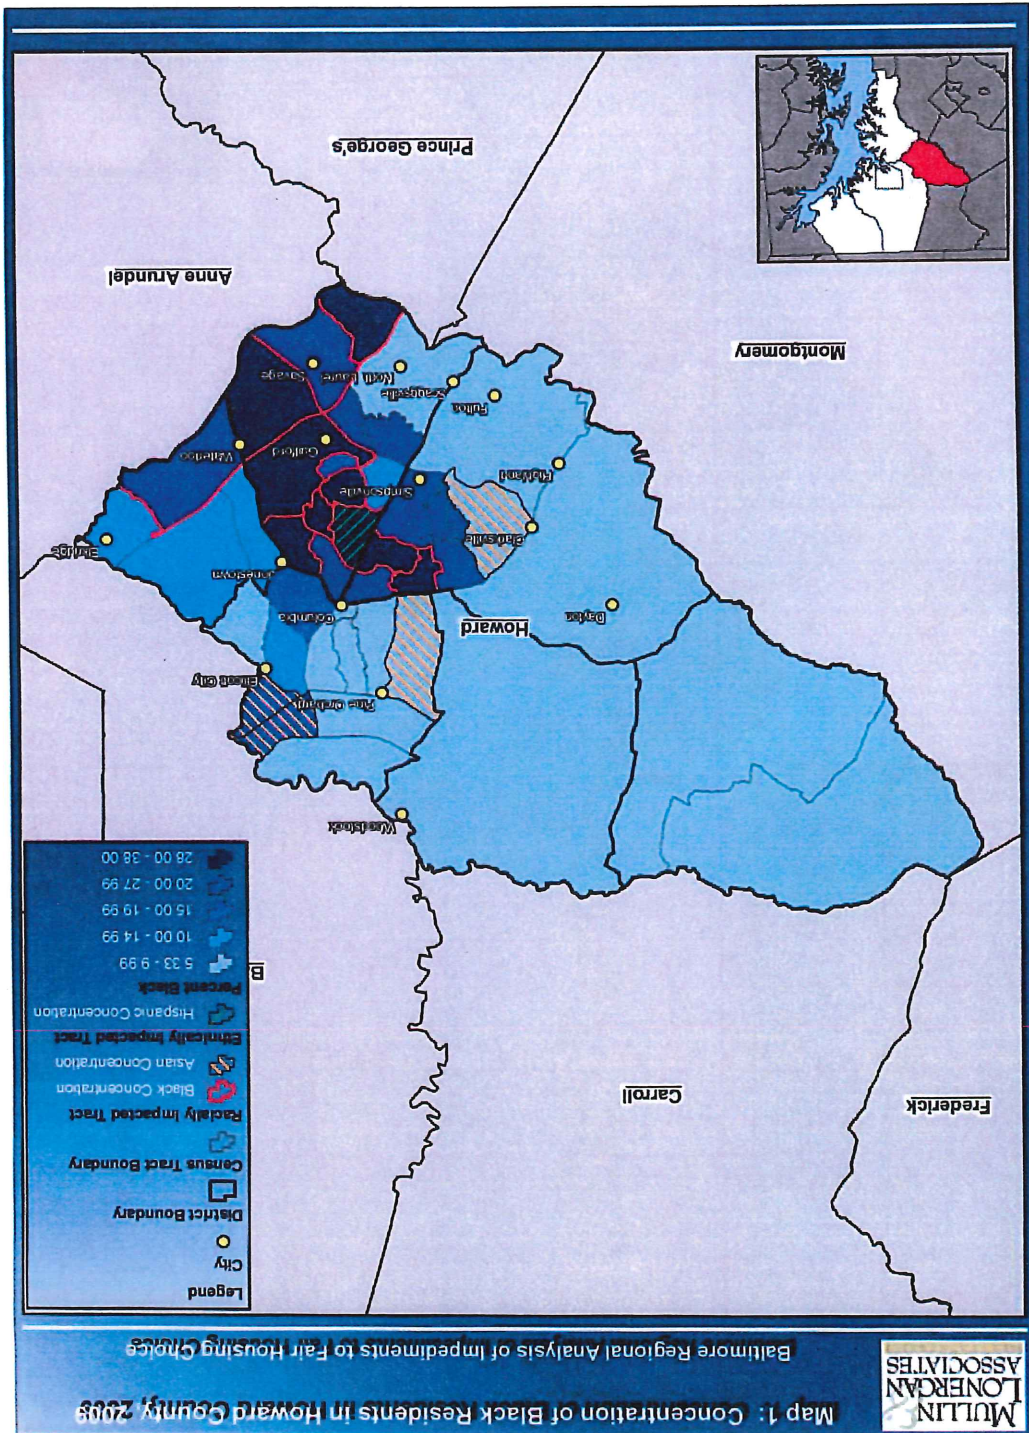 MULLIN
LONERGAN
ASSOCIATES
Map 1: Concentration of Black Residents in Howard County, 2009
Baltimore Regional Analysis of Impediments to Fair Housing Choice
Legend
City
District Boundary
Census Tract Boundary
Racially Impacted Tract
Black Concentration
Asian Concentration
Ethnically Impacted Tract
Hispanic Concentration
Percent Black
5.33 - 9.99
10.00 - 14.99
15.00 - 19.99
20.00 - 27.99
28.00 - 38.00
Frederick
Carroll
B
Woodstock
Pine Orchard
Ellicott City
Howard
Dayton
Columbia
Jonestown
Elkridge
Clarksville
Simpsonville
Highland
Guilford
Waterloo
Fulton
Scaggsville
North Laurel
Savage
Montgomery
Anne Arundel
Prince George's